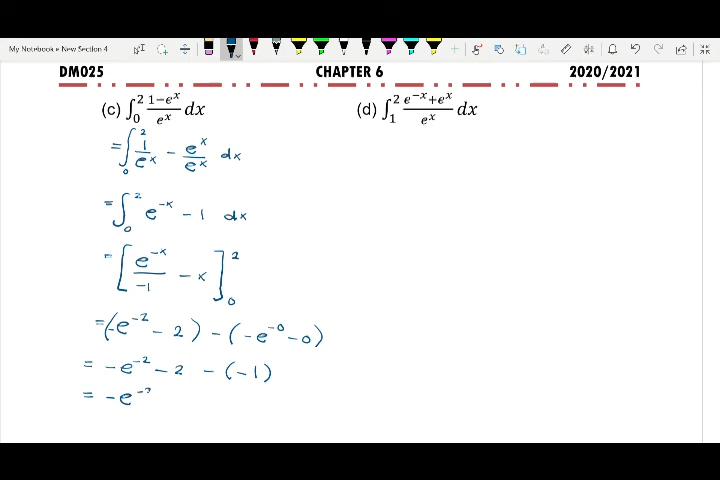 My Notebook » New Section 4
DM025 CHAPTER 6 2020/2021
(c) ∫₀² (1−eˣ)/eˣ dx
(d) ∫₁² (e⁻ˣ+eˣ)/eˣ dx
= ∫₀² 1/eˣ − eˣ/eˣ dx
= ∫₀² e⁻ˣ − 1 dx
= [e⁻ˣ/−1 − x]₀²
= (−e⁻² − 2) − (−e⁻⁰ − 0)
= −e⁻² − 2 − (−1)
= −e⁻²